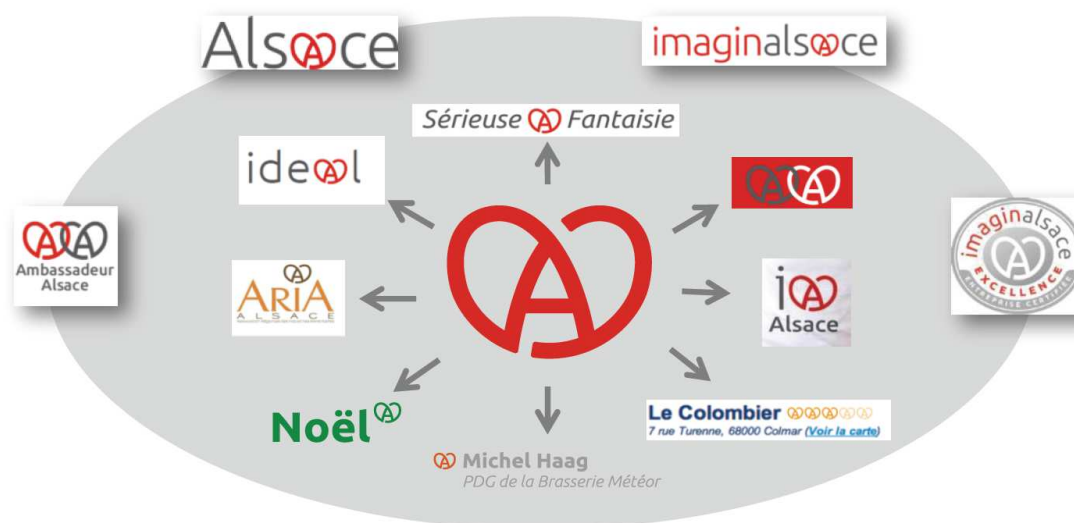 Alsace
imaginalsace
Sérieuse A Fantaisie
ideal
Ambassadeur
Alsace
imaginalsace
EXCELLENCE
ENTREPRISE CERTIFIÉE
ARIA
ALSACE
i A
Alsace
Noël A
Le Colombier
7 rue Turenne, 68000 Colmar (Voir la carte)
Michel Haag
PDG de la Brasserie Météor